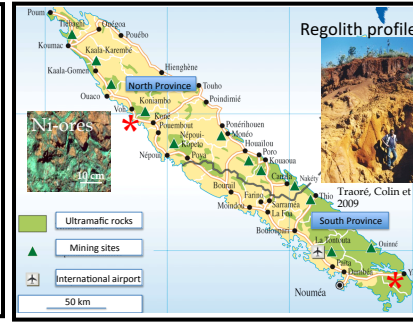 Regolith profile
Poum
Tiébaghi
Ouégoa
Pouébo
Koumac
Kaala-Karembé
Hienghène
Kaala-Gomen
North Province
Touho
Poindimié
Ouaco
Koniambo
Voh
Koné
Ni-ores
Pouembout
Ponérihouen
Monéo
Népoui-
Kopéto
Houaïlou
Poro
Kouaoua
10 cm
Népoui
Poya
Canala
Nakéty
Traoré, Colin et
2009
Bourail
Thio
Farino
Sarraméa
Moindou
La Foa
South Province
Ultramafic rocks
Boulouparis
La Tontouta
Ouinné
Mining sites
Païta
International airport
Dumbéa
Y
50 km
Nouméa